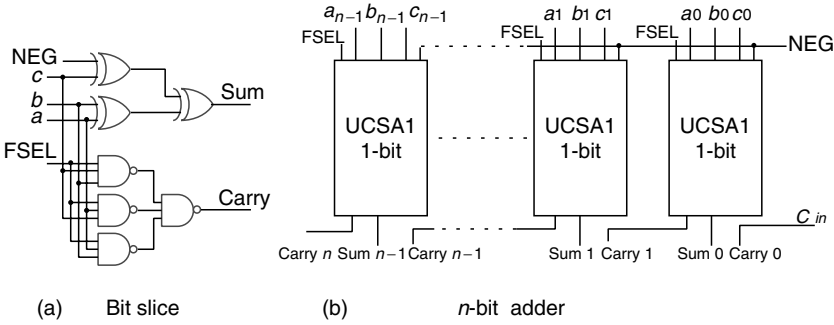 NEG
c
b
a
FSEL
Sum
Carry
(a) Bit slice
a n−1 b n−1 c n−1
FSEL
UCSA1
1-bit
Carry n Sum n−1 Carry n−1
a1 b1 c1
FSEL
UCSA1
1-bit
Sum 1 Carry 1
a0 b0 c0
FSEL
NEG
UCSA1
1-bit
C in
Sum 0 Carry 0
(b) n-bit adder